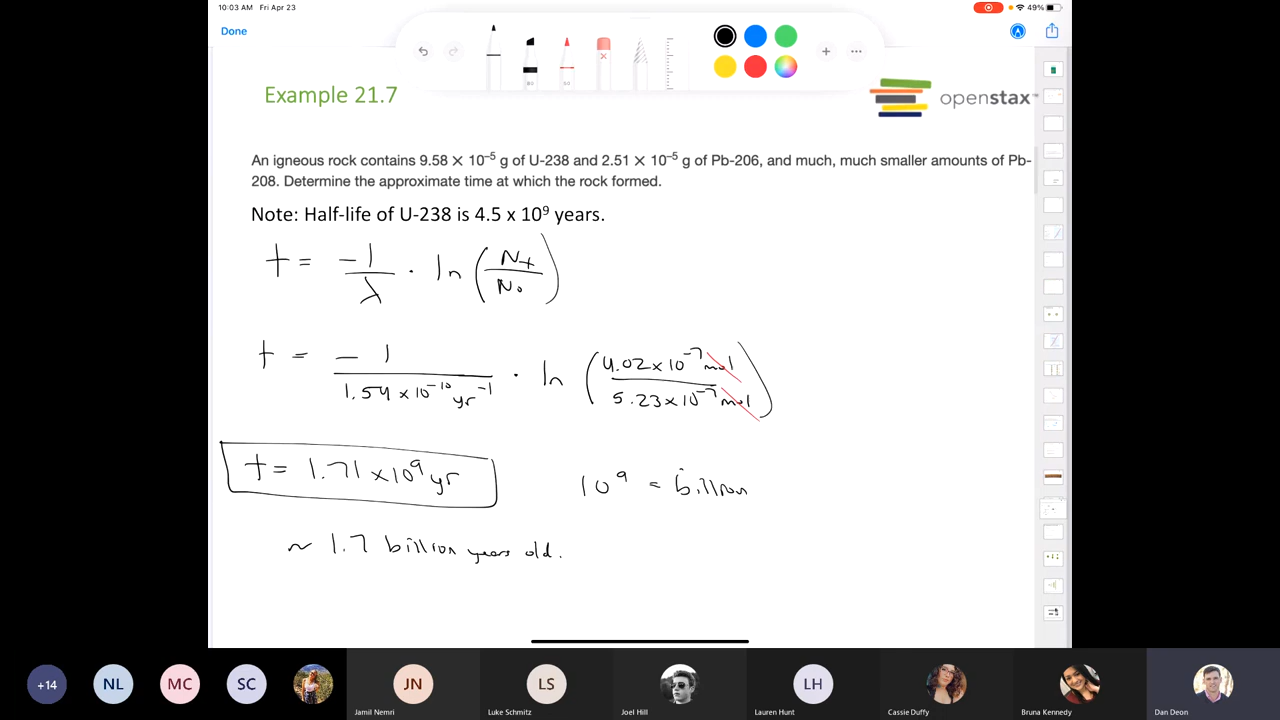 10:03 AM Fri Apr 23
49%
Done
Example 21.7
openstax™
An igneous rock contains 9.58 × 10⁻⁵ g of U-238 and 2.51 × 10⁻⁵ g of Pb-206, and much, much smaller amounts of Pb-
208. Determine the approximate time at which the rock formed.
Note: Half-life of U-238 is 4.5 x 10⁹ years.
t = -1/λ · ln (Nt/N₀)
t = -1/(1.54 × 10⁻¹⁰ yr⁻¹) · ln (4.02 × 10⁻⁷ mol / 5.23 × 10⁻⁷ mol)
t = 1.71 × 10⁹ yr
10⁹ = billion
~ 1.7 billion years old.
+14
NL
MC
SC
JN
Jamil Nemri
LS
Luke Schmitz
Joel Hill
LH
Lauren Hunt
Cassie Duffy
Bruna Kennedy
Dan Deon